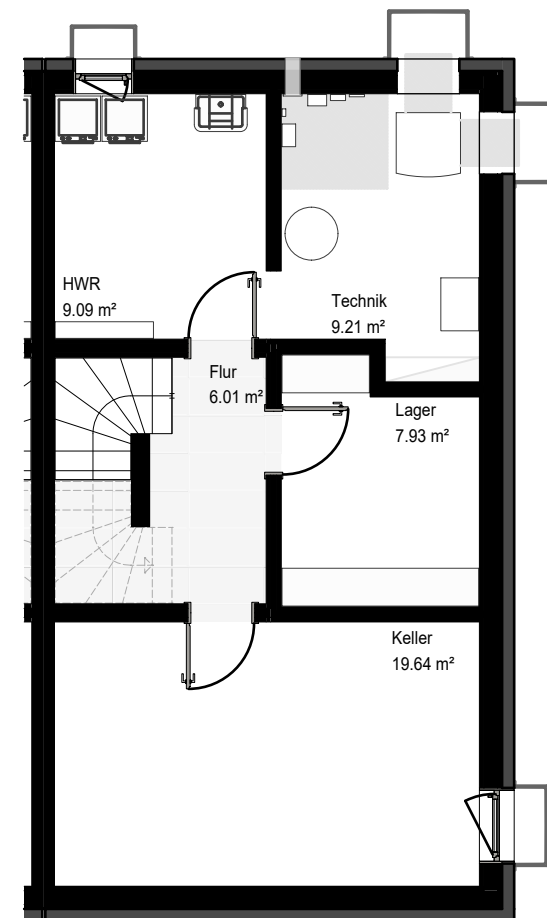 HWR
9.09 m²
Technik
9.21 m²
Flur
6.01 m²
Lager
7.93 m²
Keller
19.64 m²